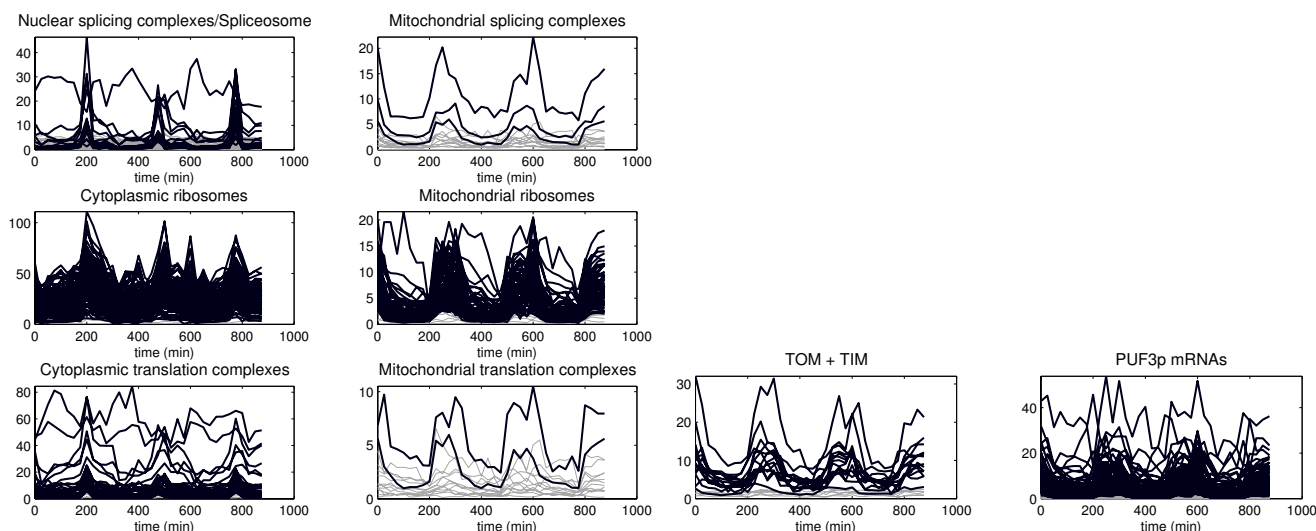 Nuclear splicing complexes/Spliceosome
40
30
20
10
0
0 200 400 600 800 1000
time (min)
Mitochondrial splicing complexes
20
15
10
5
0
0 200 400 600 800 1000
time (min)
Cytoplasmic ribosomes
100
50
0
0 200 400 600 800 1000
time (min)
Mitochondrial ribosomes
20
15
10
5
0
0 200 400 600 800 1000
time (min)
Cytoplasmic translation complexes
80
60
40
20
0
0 200 400 600 800 1000
time (min)
Mitochondrial translation complexes
10
5
0
0 200 400 600 800 1000
time (min)
TOM + TIM
30
20
10
0
0 200 400 600 800 1000
time (min)
PUF3p mRNAs
40
20
0
0 200 400 600 800 1000
time (min)